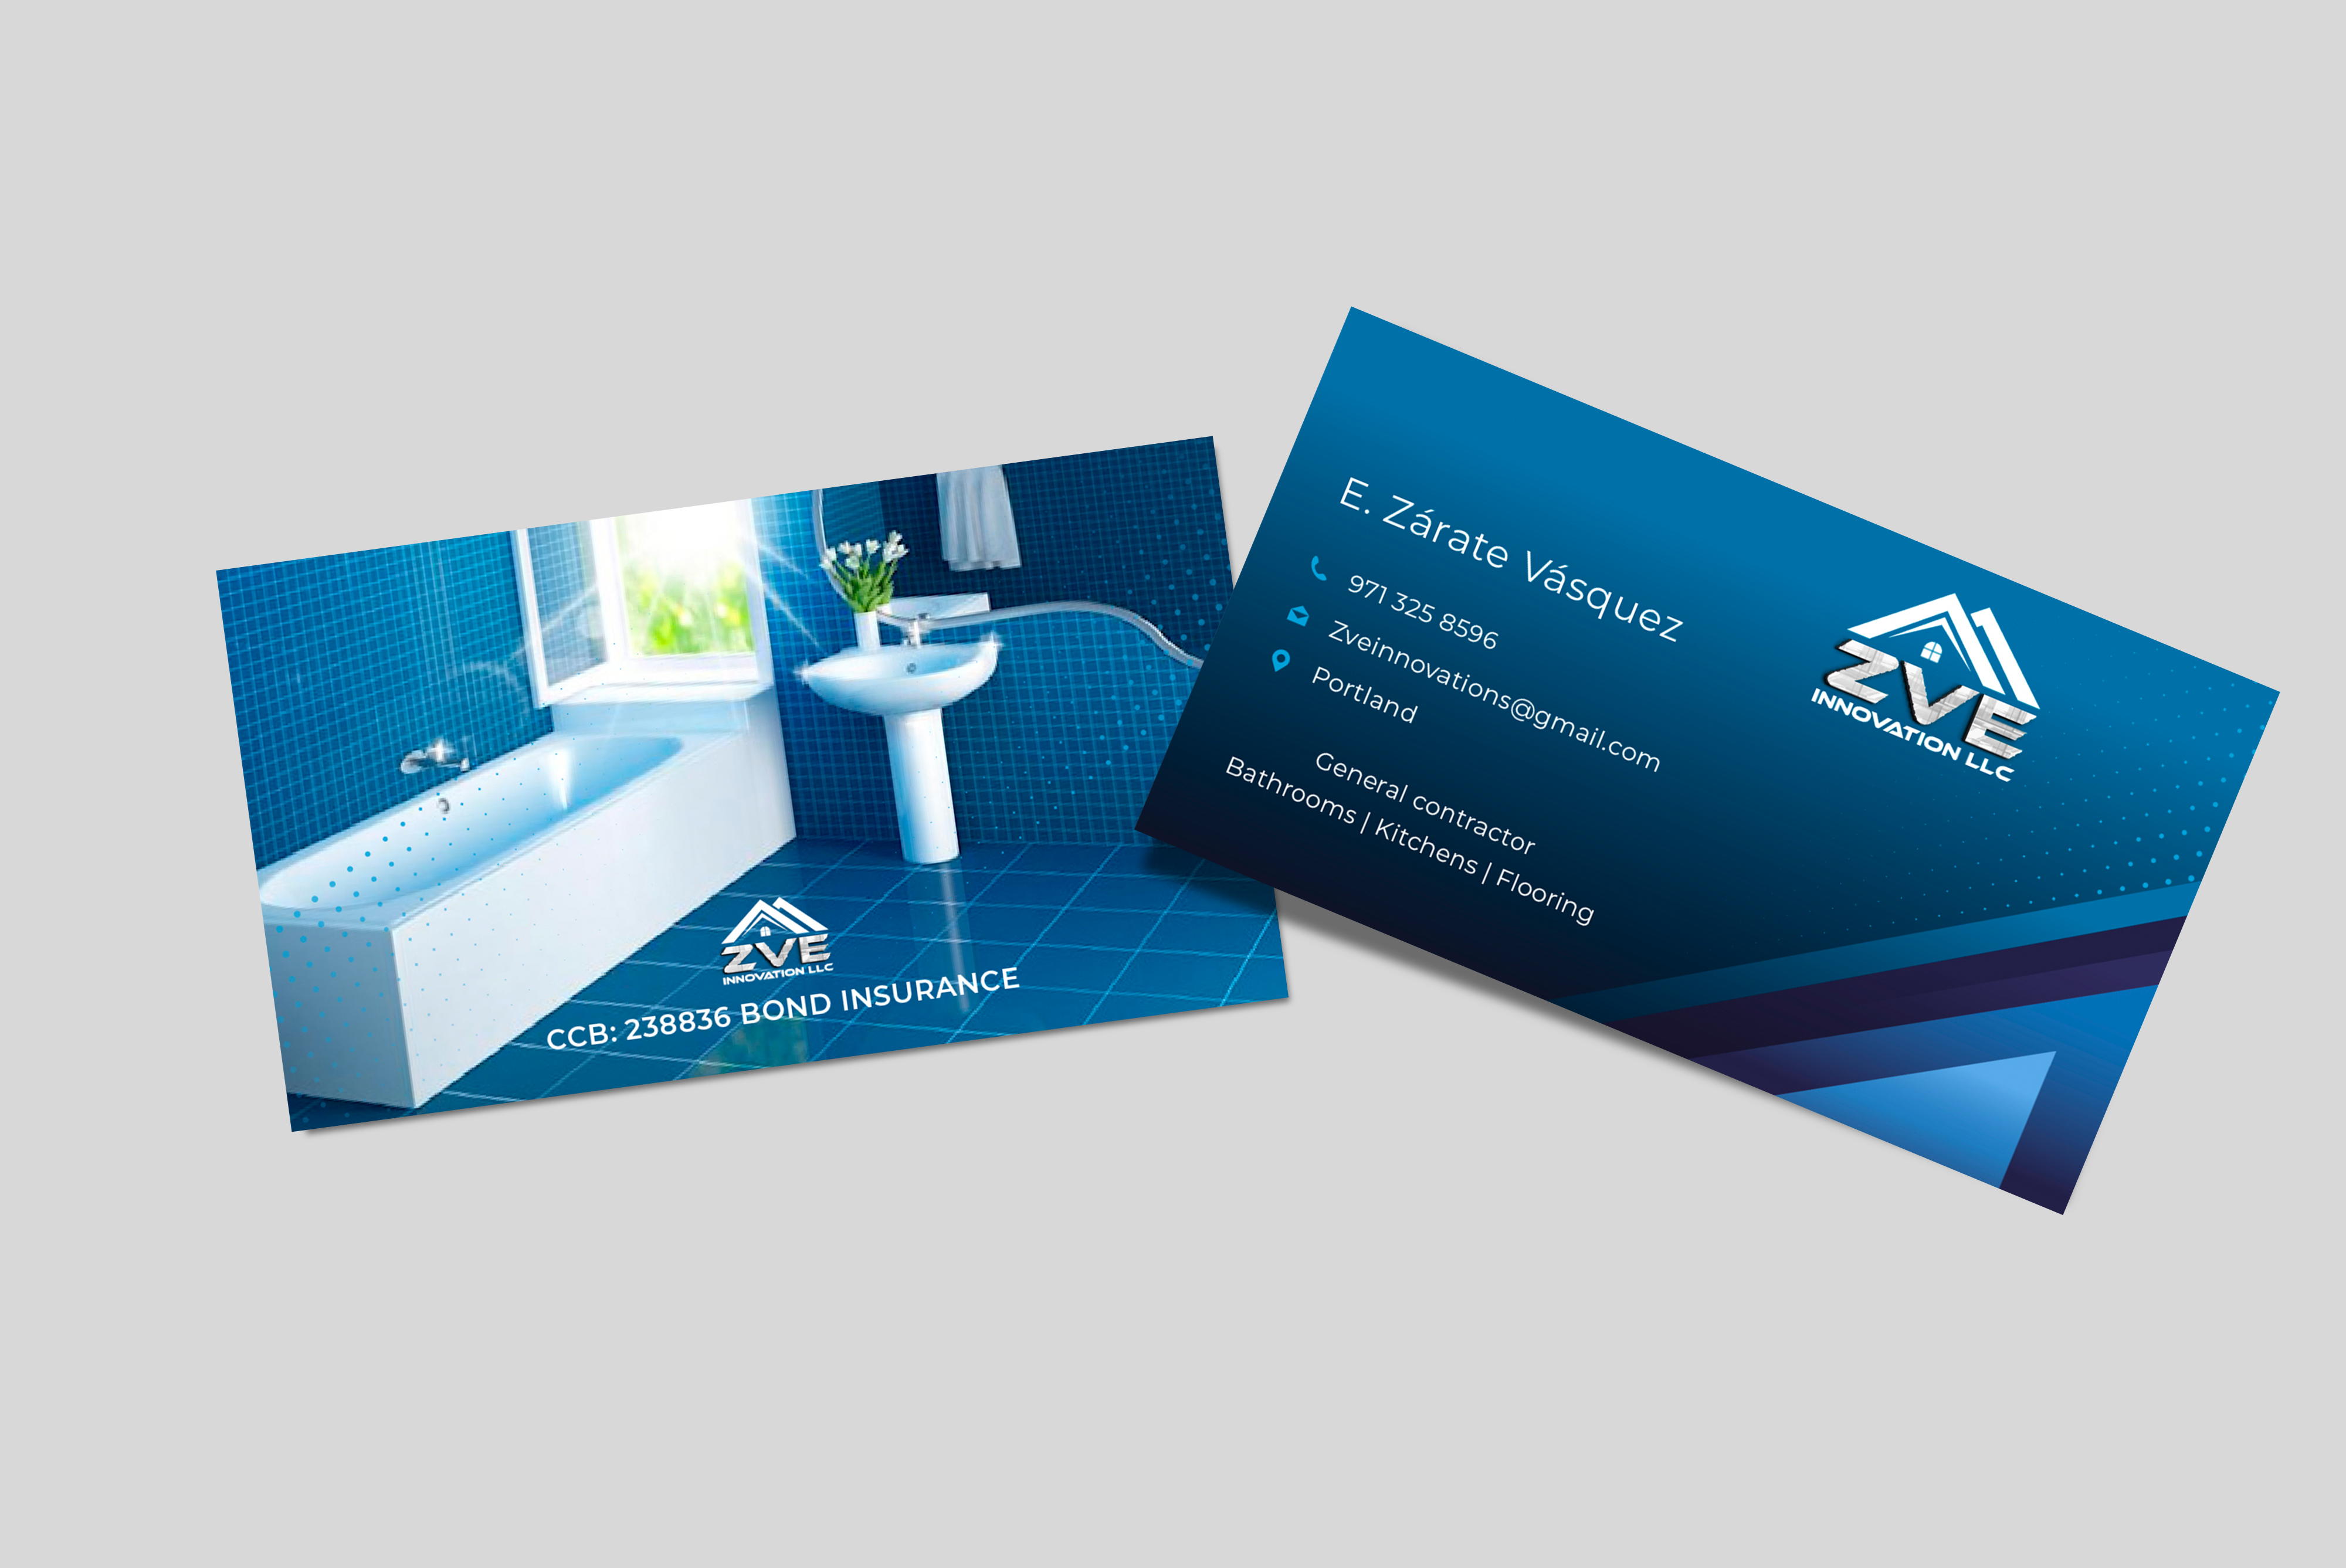 ZVE
INNOVATION LLC
CCB: 238836 BOND INSURANCE
E. Zárate Vásquez
971 325 8596
Zveinnovations@gmail.com
Portland
General contractor
Bathrooms | Kitchens | Flooring
ZVE
INNOVATION LLC